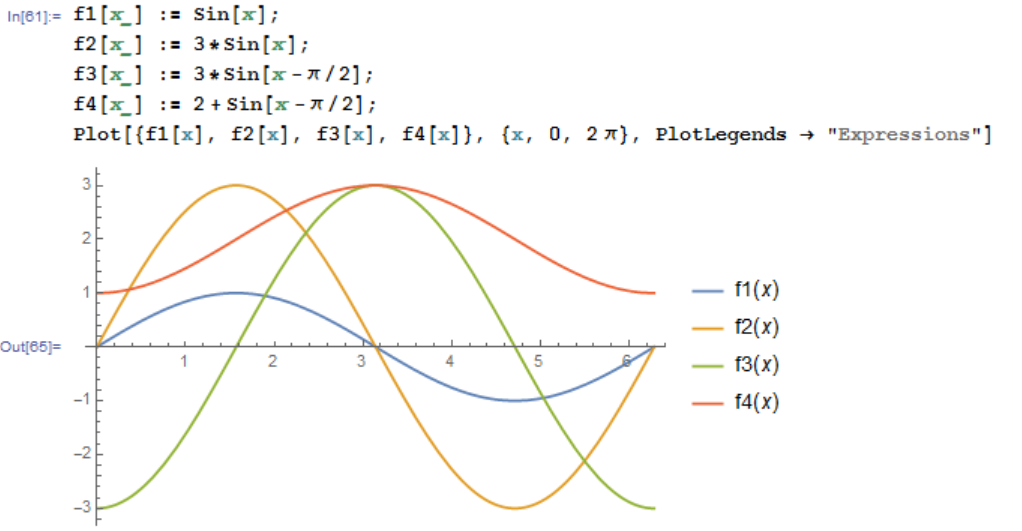 In[61]:= f1[x_] := Sin[x];
f2[x_] := 3*Sin[x];
f3[x_] := 3*Sin[x - π/2];
f4[x_] := 2 + Sin[x - π/2];
Plot[{f1[x], f2[x], f3[x], f4[x]}, {x, 0, 2 π}, PlotLegends → "Expressions"]
3
2
1
Out[65]=
1 2 3 4 5 6
-1
-2
-3
f1(x)
f2(x)
f3(x)
f4(x)